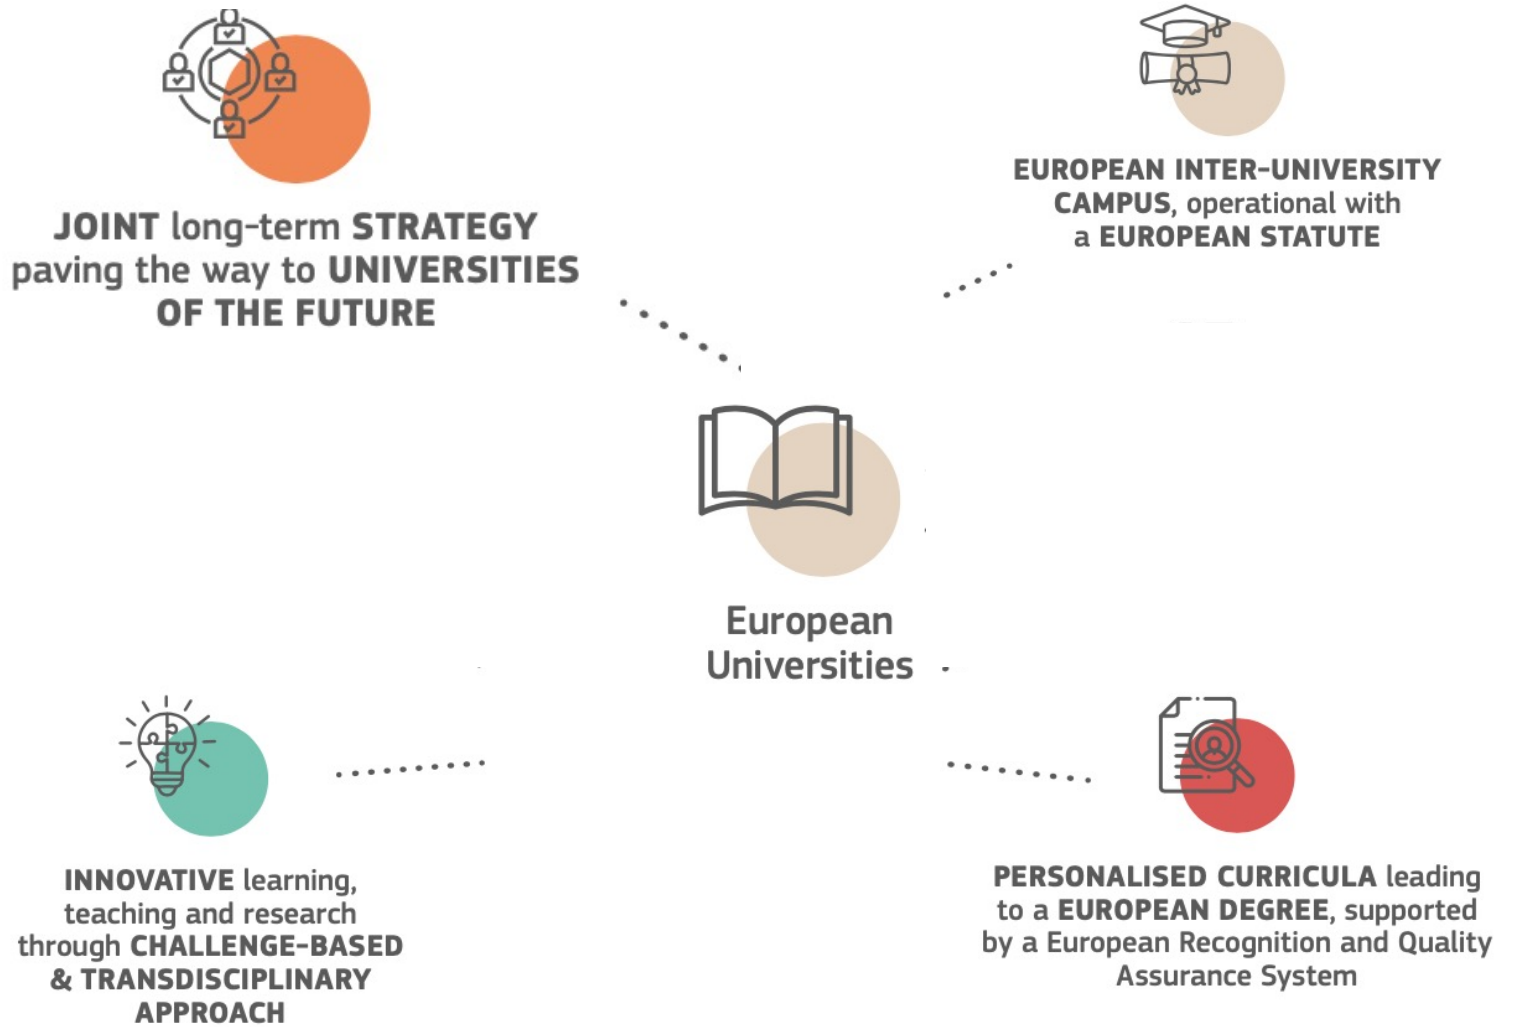 JOINT long-term STRATEGY
paving the way to UNIVERSITIES
OF THE FUTURE
EUROPEAN INTER-UNIVERSITY
CAMPUS, operational with
a EUROPEAN STATUTE
European
Universities
INNOVATIVE learning,
teaching and research
through CHALLENGE-BASED
& TRANSDISCIPLINARY
APPROACH
PERSONALISED CURRICULA leading
to a EUROPEAN DEGREE, supported
by a European Recognition and Quality
Assurance System